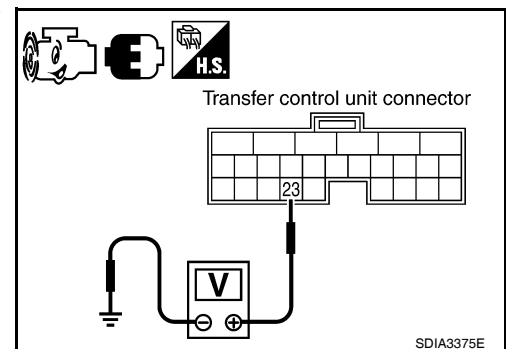 H.S.
Transfer control unit connector
23
V
SDIA3375E